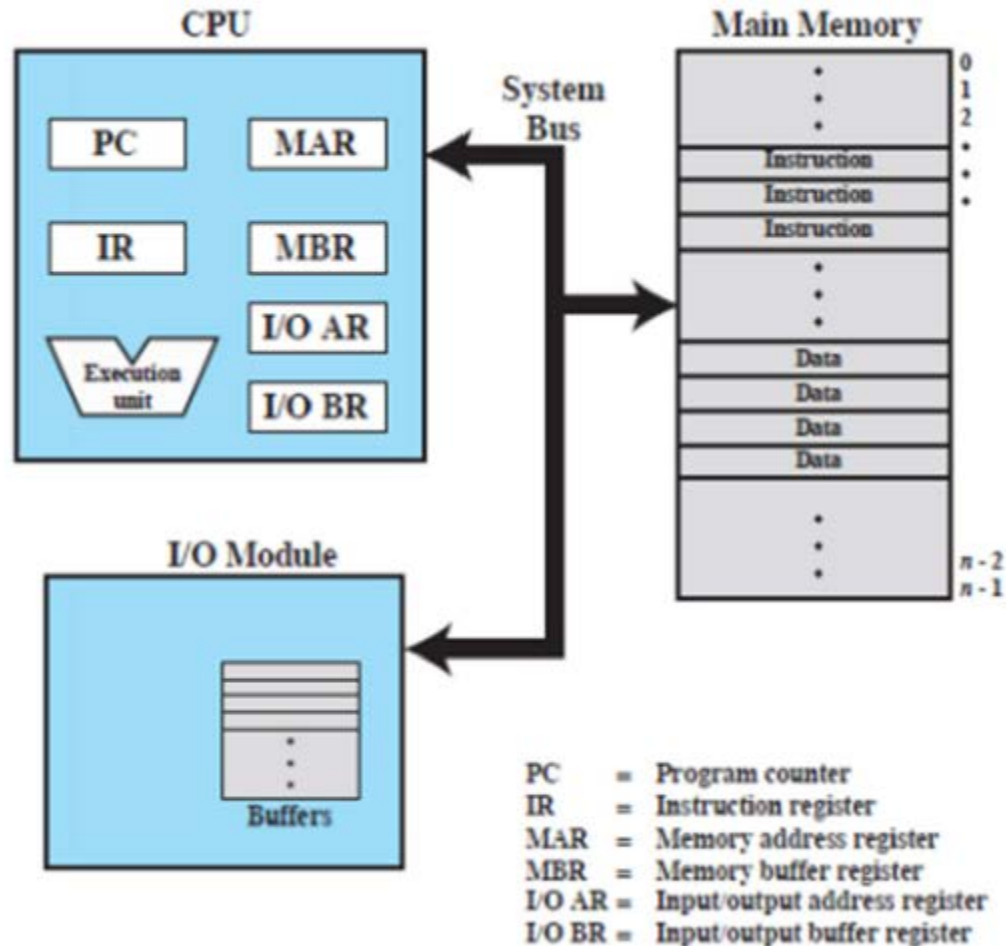 CPU
Main Memory
System
Bus
PC
MAR
IR
MBR
I/O AR
Execution
unit
I/O BR
0
1
2
Instruction
Instruction
Instruction
Data
Data
Data
Data
n - 2
n - 1
I/O Module
Buffers
PC = Program counter
IR = Instruction register
MAR = Memory address register
MBR = Memory buffer register
I/O AR = Input/output address register
I/O BR = Input/output buffer register